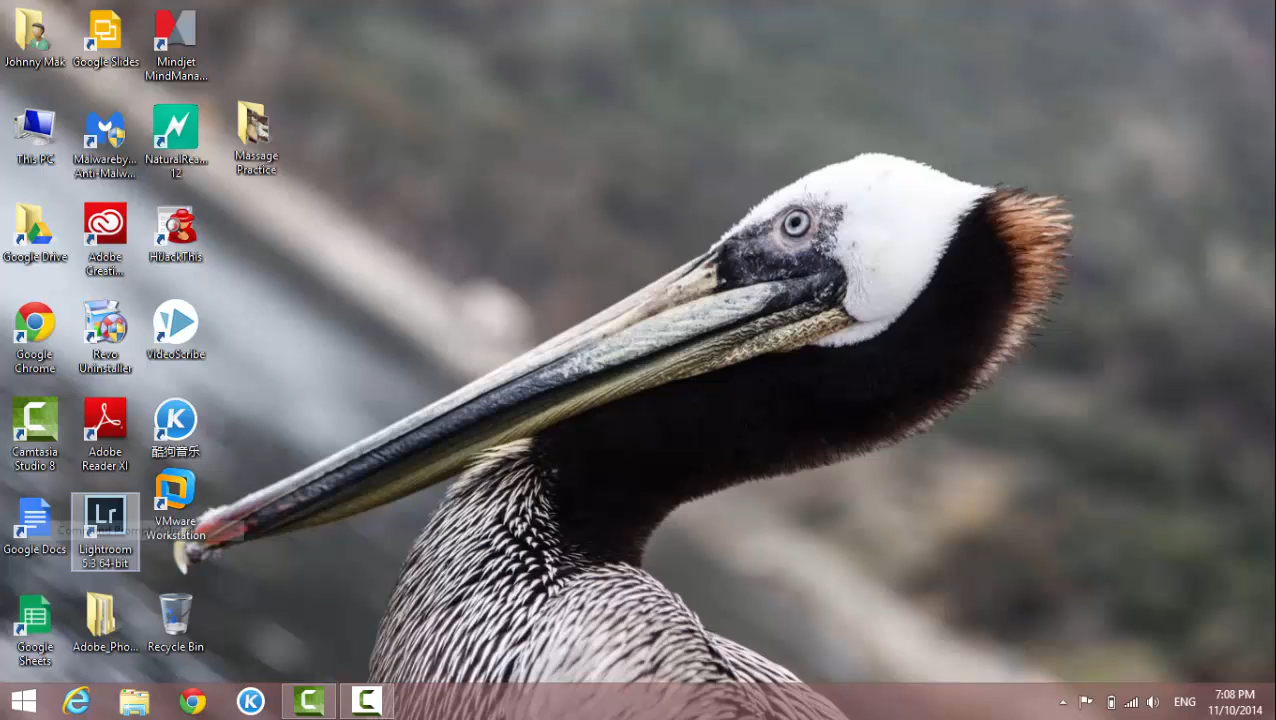 Johnny Mak
Google Slides
Mindjet
MindMana...
This PC
Malwareby...
Anti-Malw...
NaturalRea...
12
Massage
Practice
Google Drive
Adobe
Creati...
HiJackThis
Google
Chrome
Revo
Uninstaller
VideoScribe
Camtasia
Studio 8
Adobe
Reader XI
K
酷狗音乐
Google Docs
Lr
Lightroom
5.3 64-bit
VMware
Workstation
Google
Sheets
Adobe_Pho...
Recycle Bin
K
ENG
7:08 PM
11/10/2014